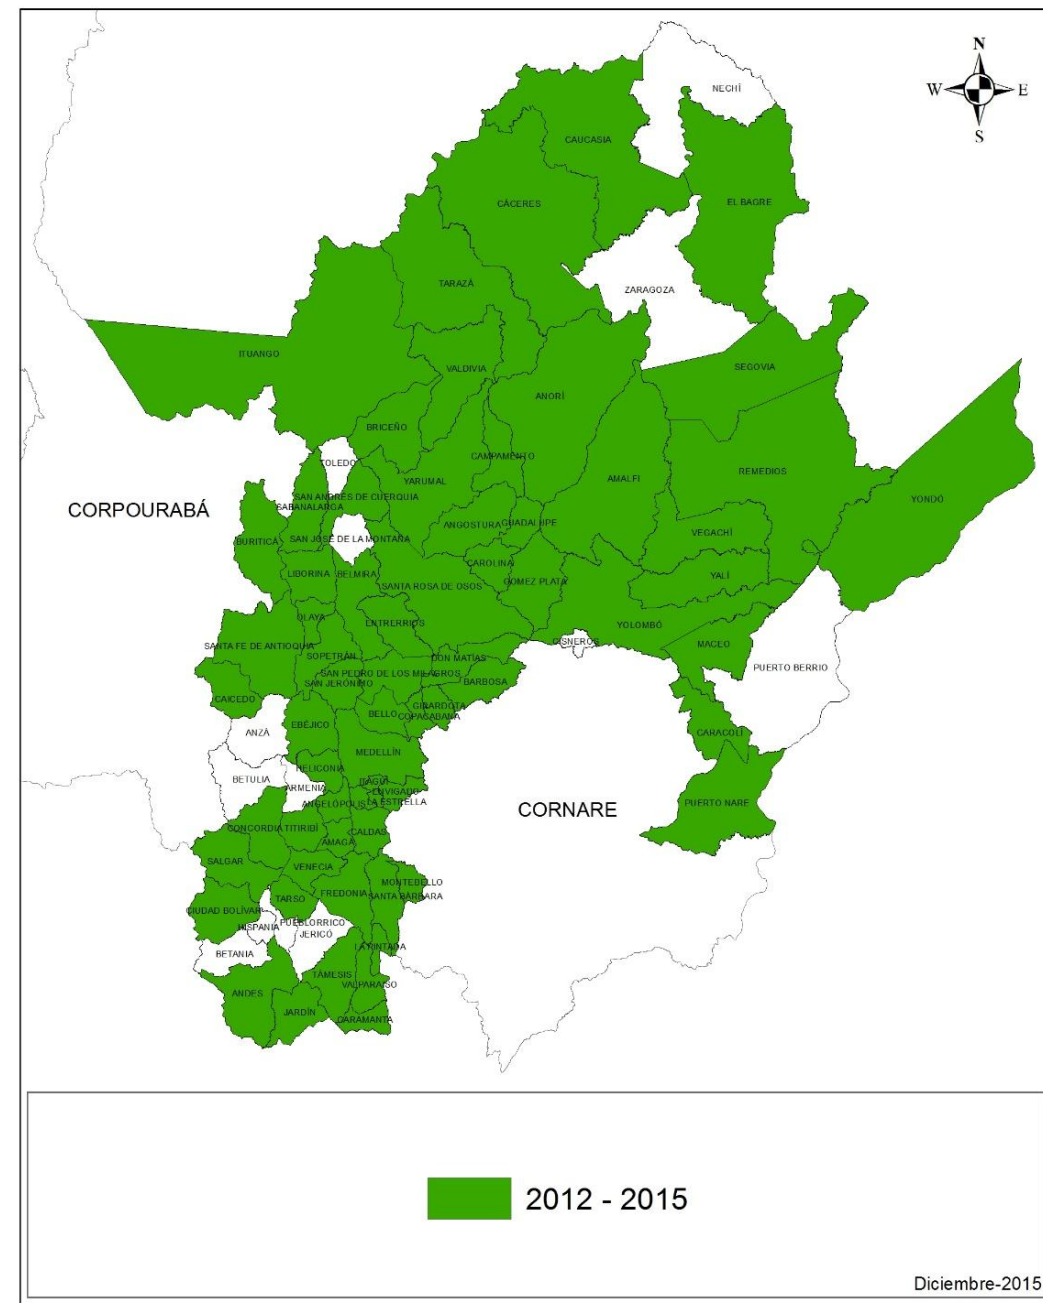 N
W
E
S
NECHÍ
CAUCASIA
CÁCERES
EL BAGRE
TARAZÁ
ZARAGOZA
ITUANGO
VALDIVIA
SEGOVIA
ANORÍ
BRICEÑO
CAMPAMENTO
TOLEDO
YARUMAL
AMALFI
REMEDIOS
YONDÓ
SAN ANDRÉS DE CUERQUIA
SABANALARGA
CORPOURABÁ
ANGOSTURA
GUADALUPE
VEGACHÍ
BURITICÁ
SAN JOSÉ DE LA MONTAÑA
CAROLINA
LIBORINA
BELMIRA
SANTA ROSA DE OSOS
GÓMEZ PLATA
YALÍ
OLAYA
ENTRERRIOS
YOLOMBÓ
CISNEROS
MACEO
SANTA FE DE ANTIOQUIA
SOPETRÁN
DON MATÍAS
PUERTO BERRIO
SAN PEDRO DE LOS MILAGROS
SAN JERÓNIMO
BARBOSA
CAICEDO
GIRARDOTA
BELLO
COPACABANA
EBÉJICO
ANZÁ
CARACOLÍ
MEDELLÍN
HELICONIA
BETULIA
ARMENIA
ITAGUÍ
ENVIGADO
LA ESTRELLA
ANGELÓPOLIS
PUERTO NARE
CORNARE
CONCORDIA
TITIRIBÍ
CALDAS
AMAGÁ
SALGAR
VENECIA
MONTEBELLO
FREDONIA
SANTA BÁRBARA
TARSO
CIUDAD BOLÍVAR
PUEBLORRICO
HISPANIA
JERICÓ
LA PINTADA
BETANIA
TÁMESIS
VALPARAISO
ANDES
JARDÍN
CARAMANTA
2012 - 2015
Diciembre-2015